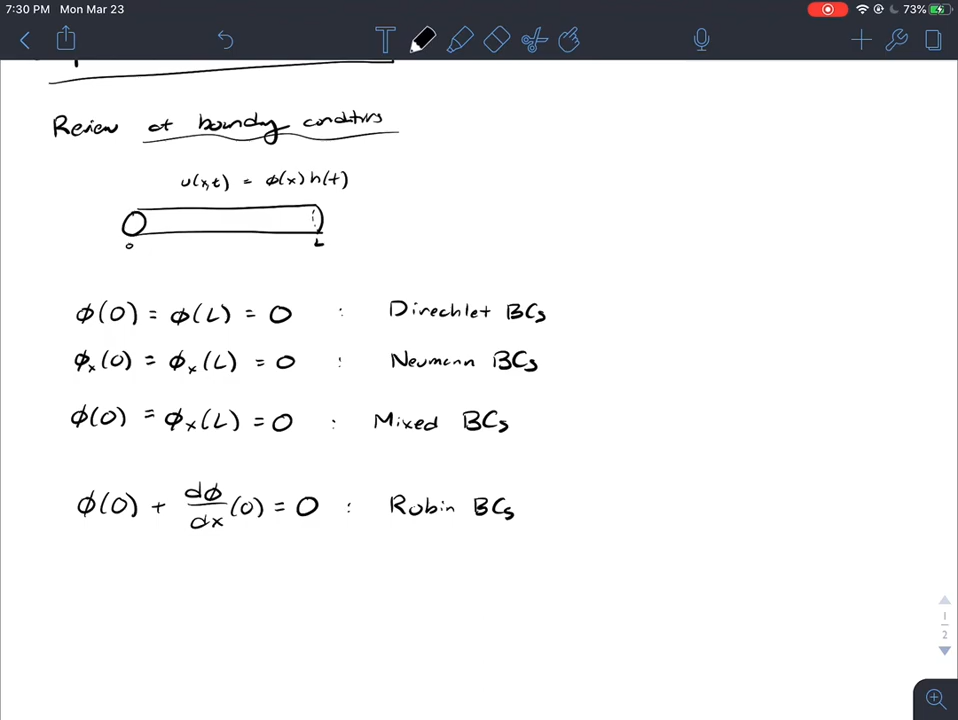 7:30 PM Mon Mar 23
73%
T
Review of boundry conditions
u(x,t) = ϕ(x)h(t)
0 L
ϕ(0) = ϕ(L) = 0 : Direchlet BCs
ϕₓ(0) = ϕₓ(L) = 0 : Neumann BCs
ϕ(0) = ϕₓ(L) = 0 : Mixed BCs
ϕ(0) + dϕ/dx (0) = 0 : Robin BCs
1
2